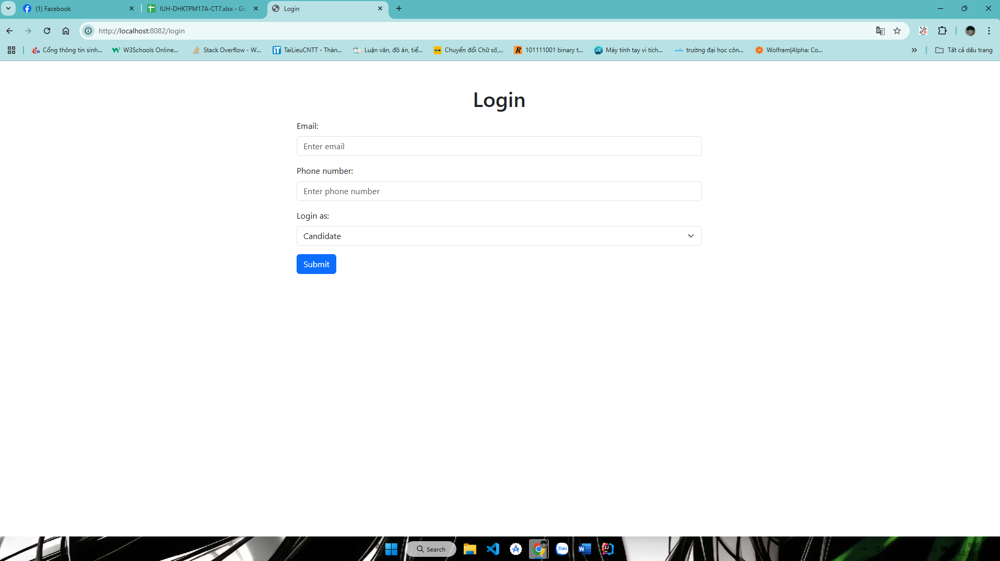 (1) Facebook
IUH-DHKTPM17A-CT7.xlsx - Go
Login
http://localhost:8082/login
Cổng thông tin sinh...
W3Schools Online...
Stack Overflow - W...
TaiLieuCNTT - Thàn...
Luận văn, đồ án, tiể...
Chuyển đổi Chữ số,...
101111001 binary t...
Máy tính tay vi tích...
trường đại học côn...
Wolfram|Alpha: Co...
Tất cả dấu trang
Login
Email:
Enter email
Phone number:
Enter phone number
Login as:
Candidate
Submit
Search
Zalo
9:00